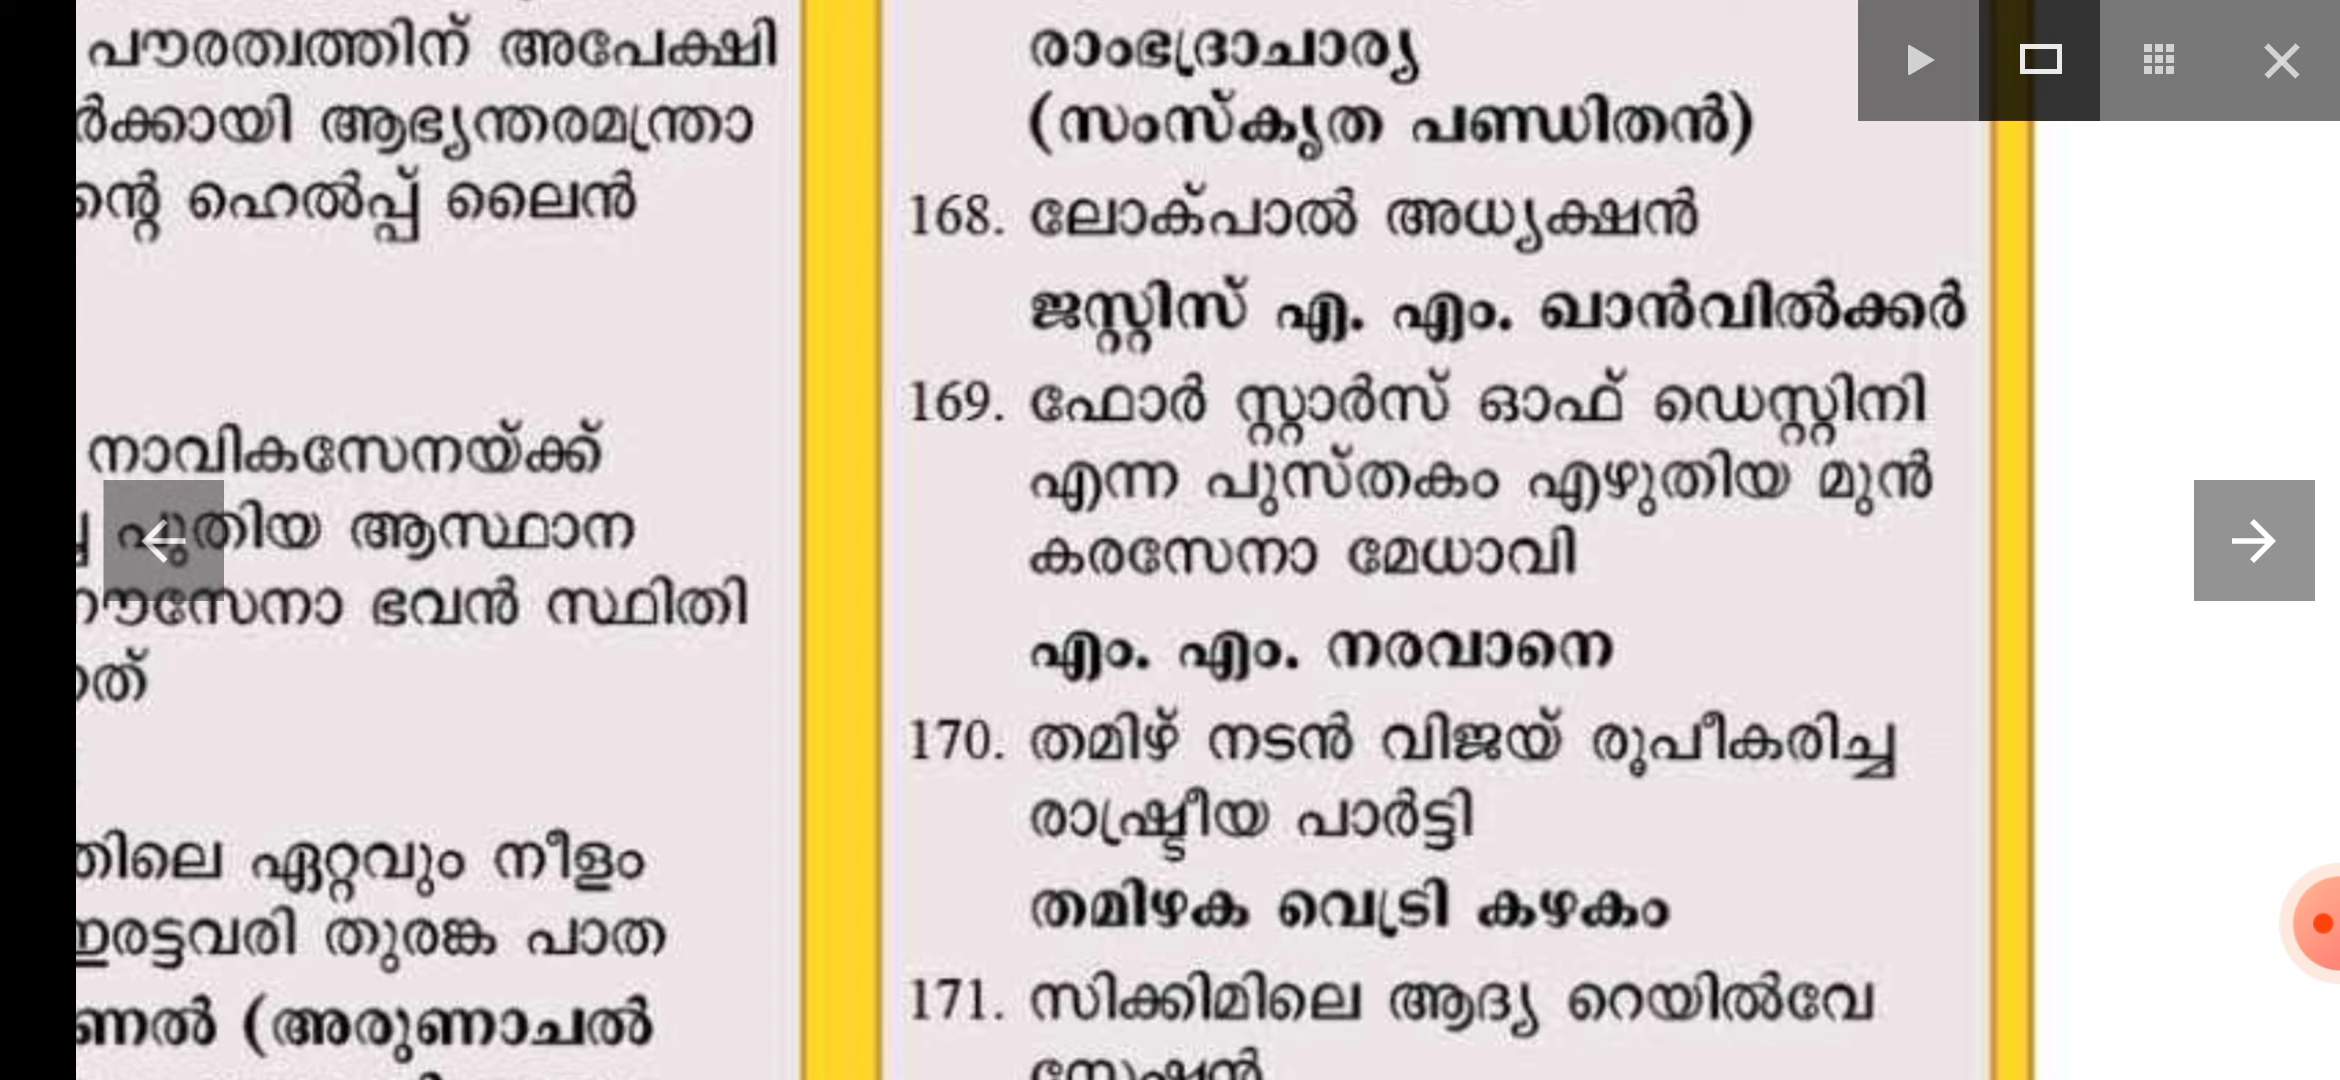 പൗരത്വത്തിന് അപേക്ഷി
ർക്കായി ആഭ്യന്തരമന്ത്രാ
ന്റെ ഹെൽപ്പ് ലൈൻ
നാവികസേനയ്ക്ക്
പുതിയ ആസ്ഥാന
സേനാ ഭവൻ സ്ഥിതി
ത്
തിലെ ഏറ്റവും നീളം
ഇരട്ടവരി തുരങ്ക പാത
ണൽ (അരുണാചൽ
രാംഭദ്രാചാര്യ
(സംസ്കൃത പണ്ഡിതൻ)
168. ലോക്പാൽ അധ്യക്ഷൻ
ജസ്റ്റിസ് എ. എം. ഖാൻവിൽക്കർ
169. ഫോർ സ്റ്റാർസ് ഓഫ് ഡെസ്റ്റിനി
എന്ന പുസ്തകം എഴുതിയ മുൻ
കരസേനാ മേധാവി
എം. എം. നരവാനെ
170. തമിഴ് നടൻ വിജയ് രൂപീകരിച്ച
രാഷ്ട്രീയ പാർട്ടി
തമിഴക വെട്രി കഴകം
171. സിക്കിമിലെ ആദ്യ റെയിൽവേ
സ്റ്റേഷൻ